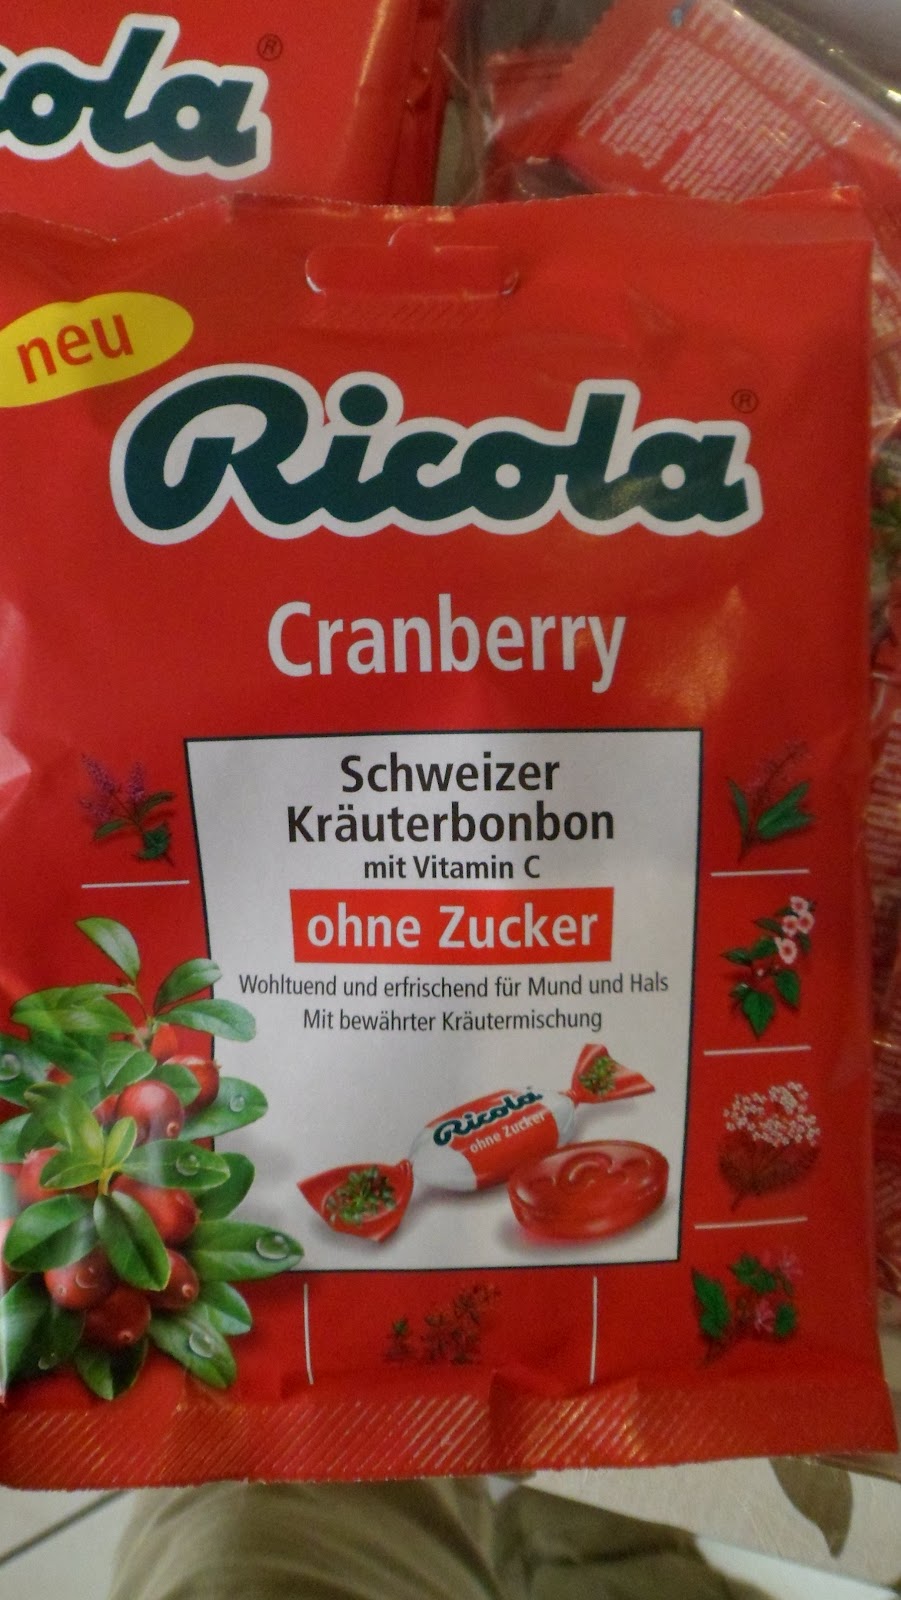 cola®
neu
Ricola®
Cranberry
Schweizer
Kräuterbonbon
mit Vitamin C
ohne Zucker
Wohltuend und erfrischend für Mund und Hals
Mit bewährter Kräutermischung
Ricola
ohne Zucker